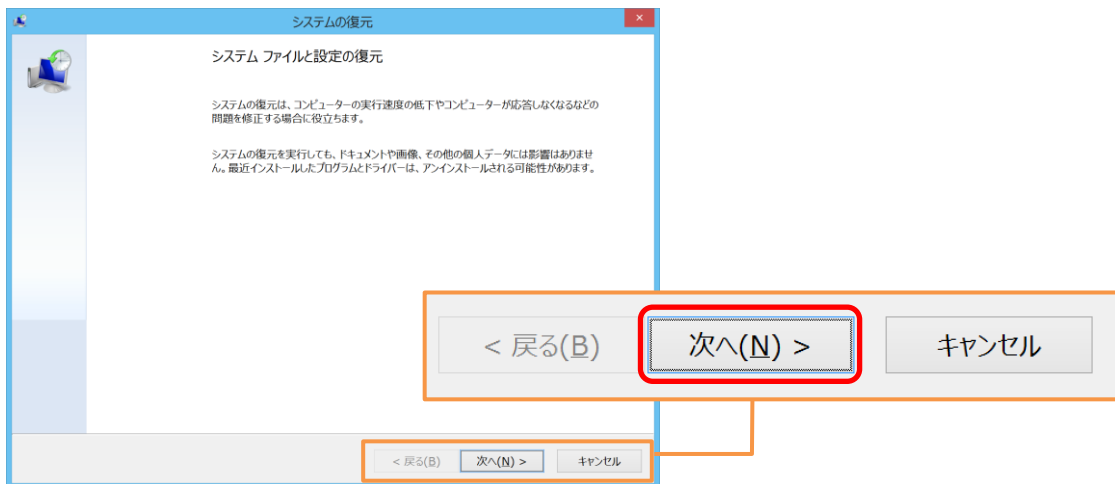 システムの復元
システム ファイルと設定の復元
システムの復元は、コンピューターの実行速度の低下やコンピューターが応答しなくなるなどの
問題を修正する場合に役立ちます。
システムの復元を実行しても、ドキュメントや画像、その他の個人データには影響はありませ
ん。最近インストールしたプログラムとドライバーは、アンインストールされる可能性があります。
< 戻る(B) 次へ(N) > キャンセル
< 戻る(B) 次へ(N) > キャンセル